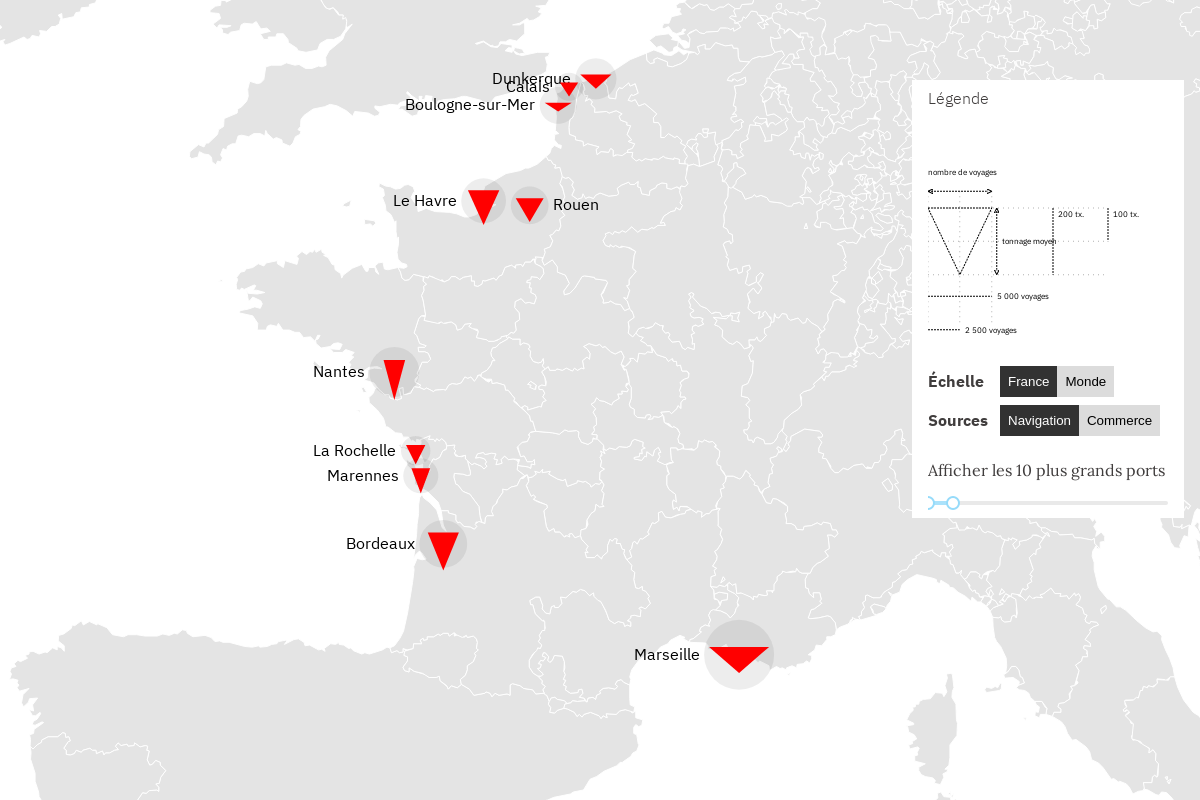 Dunkerque
Calais
Boulogne-sur-Mer
Le Havre
Rouen
Nantes
La Rochelle
Marennes
Bordeaux
Marseille
Légende
nombre de voyages
200 tx.
100 tx.
tonnage moyen
5 000 voyages
2 500 voyages
Échelle France Monde
Sources Navigation Commerce
Afficher les 10 plus grands ports